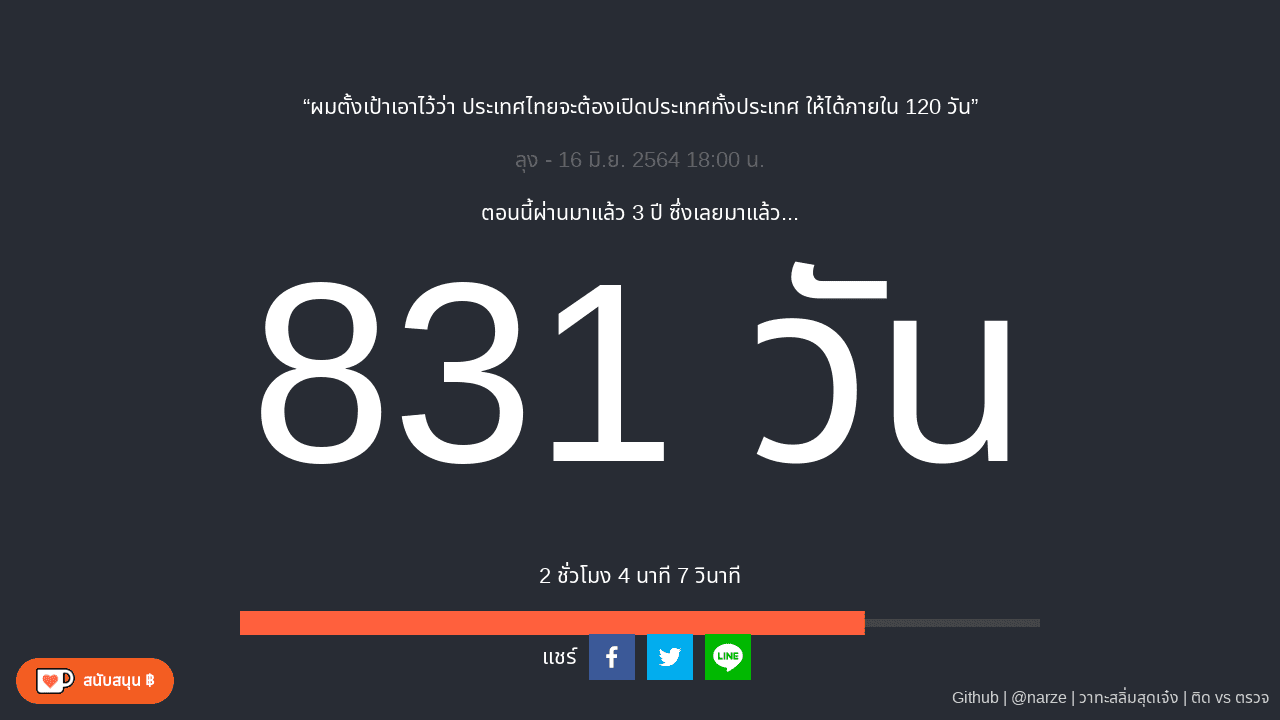 “ผมตั้งเป้าเอาไว้ว่า ประเทศไทยจะต้องเปิดประเทศทั้งประเทศ ให้ได้ภายใน 120 วัน”
ลุง - 16 มิ.ย. 2564 18:00 น.
ตอนนี้ผ่านมาแล้ว 3 ปี ซึ่งเลยมาแล้ว...
831 วัน
2 ชั่วโมง 4 นาที 7 วินาที
แชร์
LINE
สนับสนุน ฿
Github | @narze | วาทะสลิ่มสุดเจ๋ง | ติด vs ตรวจ